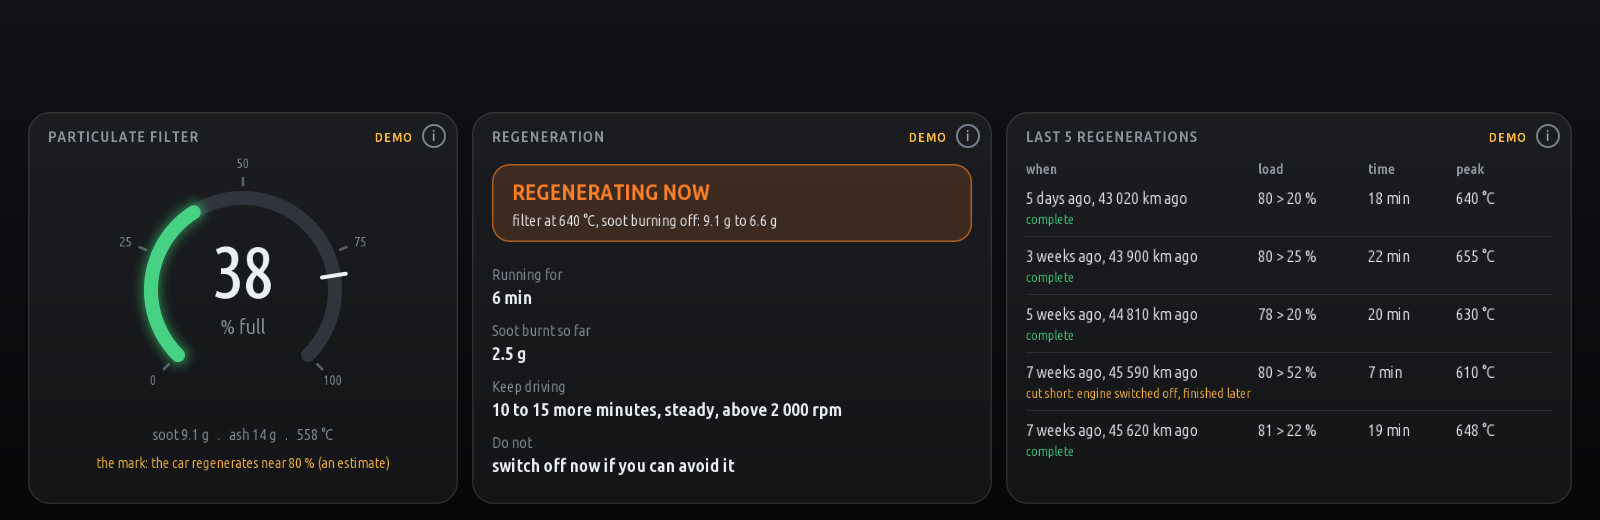 PARTICULATE FILTER
DEMO
i
50
25
75
38
% full
0
100
soot 9.1 g . ash 14 g . 558 °C
the mark: the car regenerates near 80 % (an estimate)
REGENERATION
DEMO
i
REGENERATING NOW
filter at 640 °C, soot burning off: 9.1 g to 6.6 g
Running for
6 min
Soot burnt so far
2.5 g
Keep driving
10 to 15 more minutes, steady, above 2 000 rpm
Do not
switch off now if you can avoid it
LAST 5 REGENERATIONS
DEMO
i
when load time peak
5 days ago, 43 020 km ago 80 > 20 % 18 min 640 °C
complete
3 weeks ago, 43 900 km ago 80 > 25 % 22 min 655 °C
complete
5 weeks ago, 44 810 km ago 78 > 20 % 20 min 630 °C
complete
7 weeks ago, 45 590 km ago 80 > 52 % 7 min 610 °C
cut short: engine switched off, finished later
7 weeks ago, 45 620 km ago 81 > 22 % 19 min 648 °C
complete